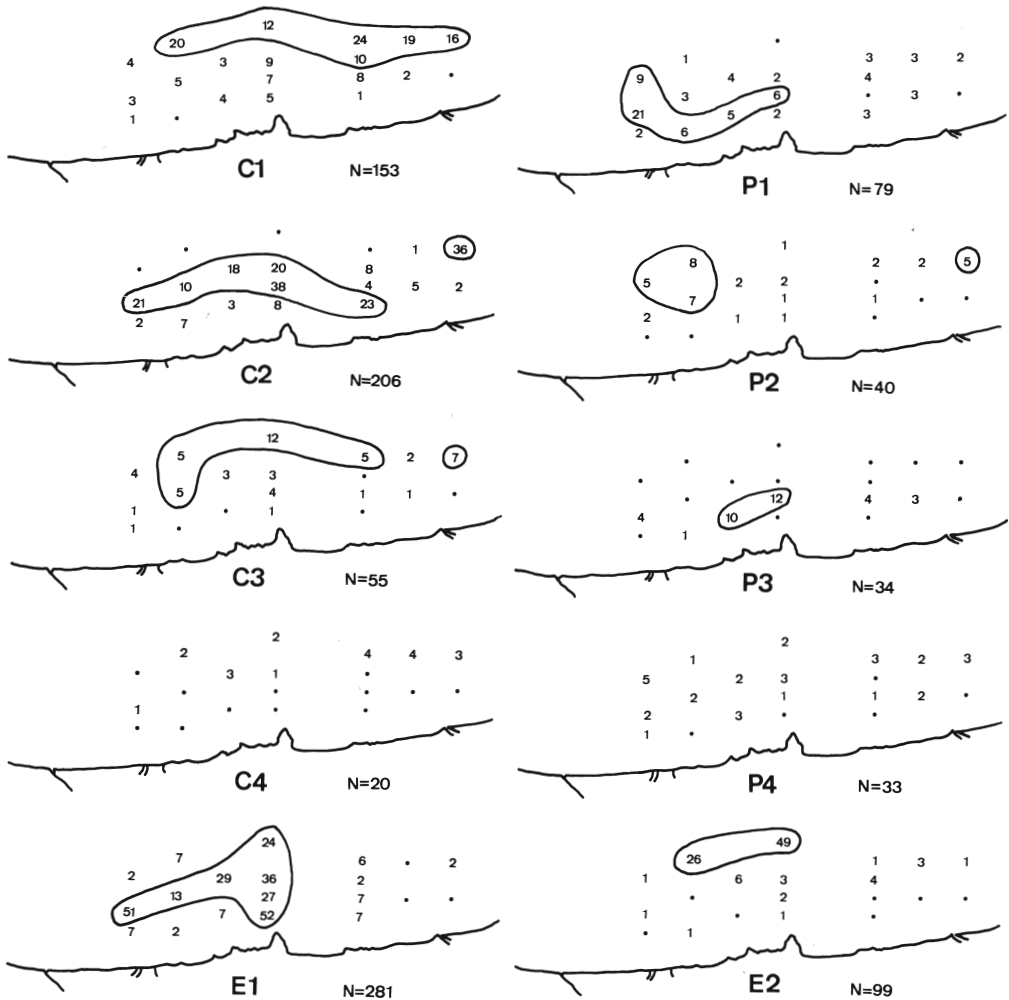 12
20 24 19 16
4 3 9 10
5 7 8 2 •
3 4 5 1
1 •
C1 N=153
•
1 3 3 2
9 4 2 4
3 6 • 3 •
21 5 2 3
2 6
P1 N=79
•
• • 1 36
• 18 20 8
10 38 4 5 2
21 3 8 23
2 7
C2 N=206
1
8 2 2 5
5 2 2 •
7 1 1 • •
2 1 1 •
• •
P2 N=40
12
5 5 2 7
4 3 3 •
5 4 1 1 •
1 • 1 •
1 •
C3 N=55
•
• • • •
• • • •
• 12 4 3 •
4 10 • •
• 1
P3 N=34
2
2 4 4 3
• 3 1 •
• • • • •
1 • • •
• •
C4 N=20
2
1 3 2 3
5 2 3 •
2 1 1 2 •
2 3 • •
1 •
P4 N=33
24
7 6 • 2
2 29 36 2
13 27 7 • •
51 7 52 7
7 2
E1 N=281
49
26 1 3 1
1 6 3 4
• 2 • • •
1 • 1 •
• 1 
E2 N=99